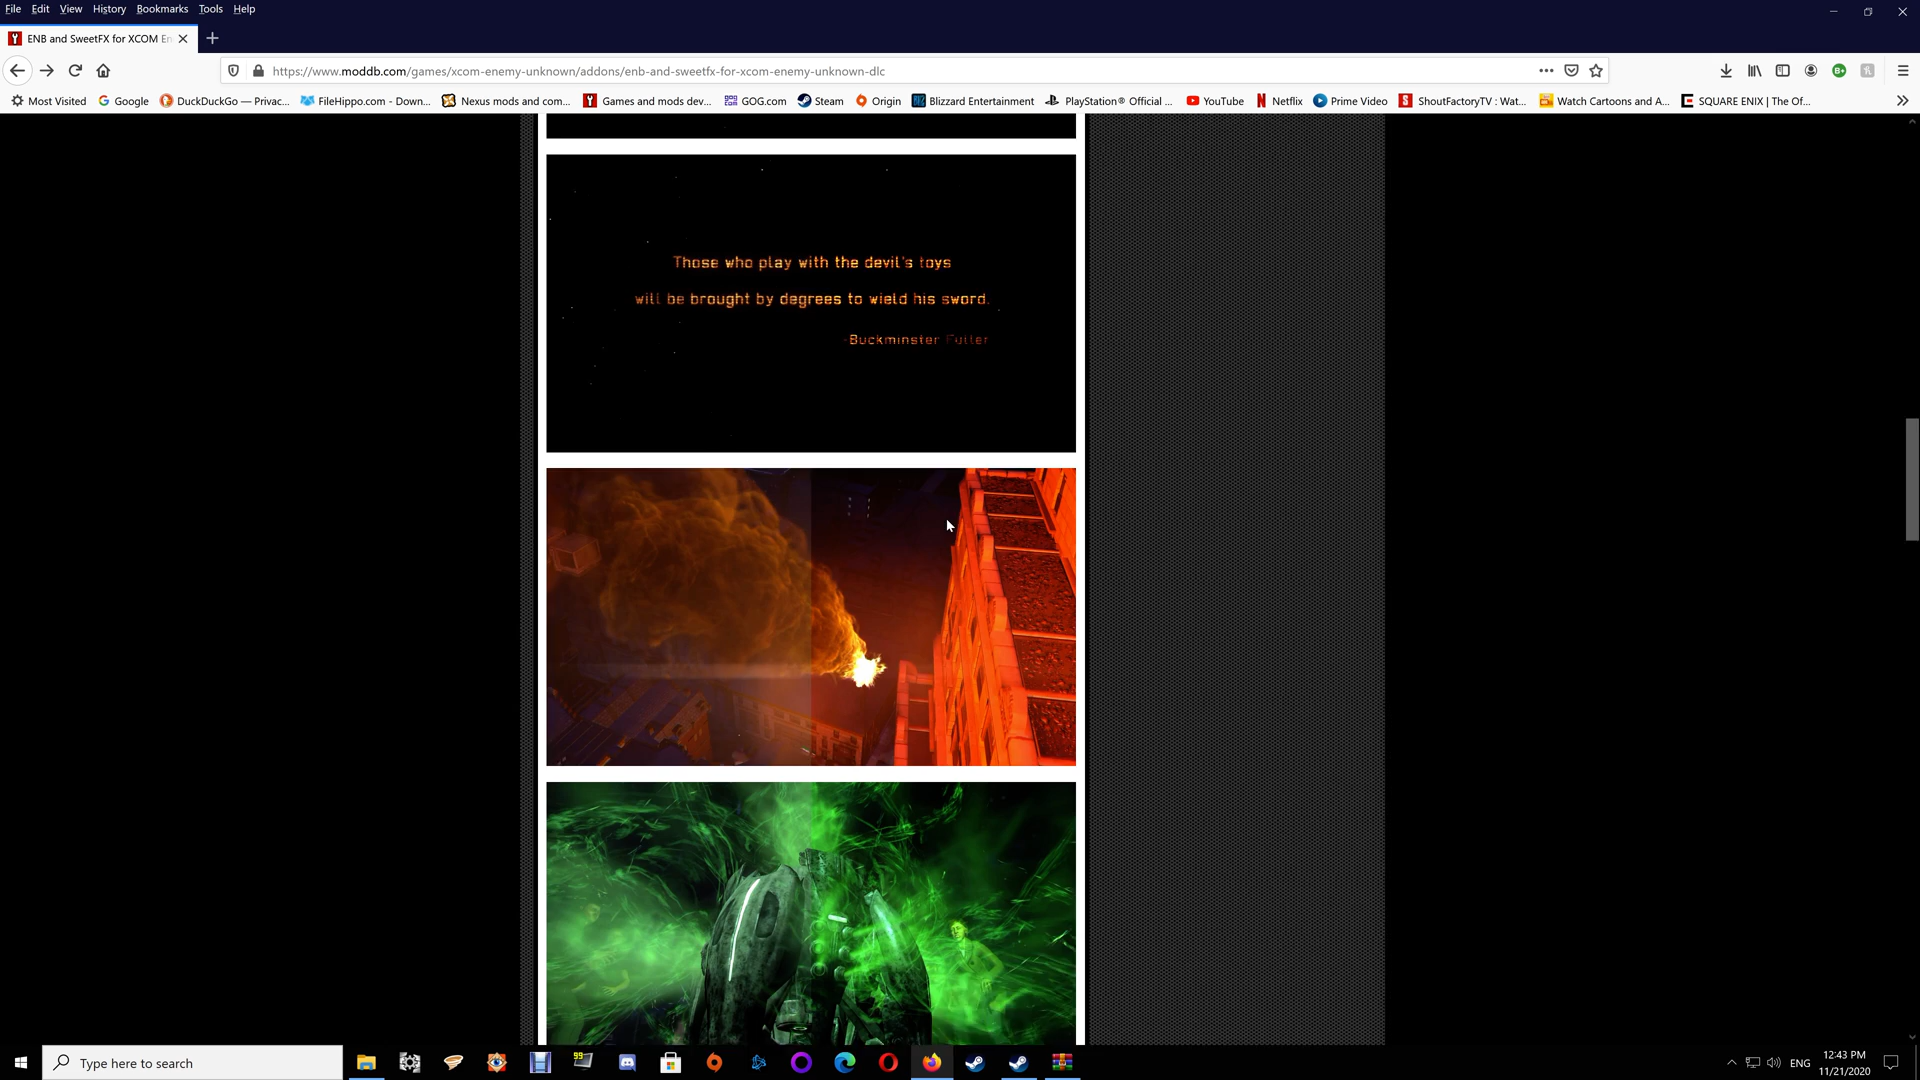 File Edit View History Bookmarks Tools Help
ENB and SweetFX for XCOM En
https://www.moddb.com/games/xcom-enemy-unknown/addons/enb-and-sweetfx-for-xcom-enemy-unknown-dlc
Most Visited Google DuckDuckGo — Privac... FileHippo.com - Down... Nexus mods and com... Games and mods dev... GOG.com Steam Origin Blizzard Entertainment PlayStation® Official ... YouTube Netflix Prime Video ShoutFactoryTV : Wat... Watch Cartoons and A... SQUARE ENIX | The Of...
Those who play with the devil's toys
will be brought by degrees to wield his sword.
-Buckminster Fuller
Type here to search
99
ENG
12:43 PM
11/21/2020